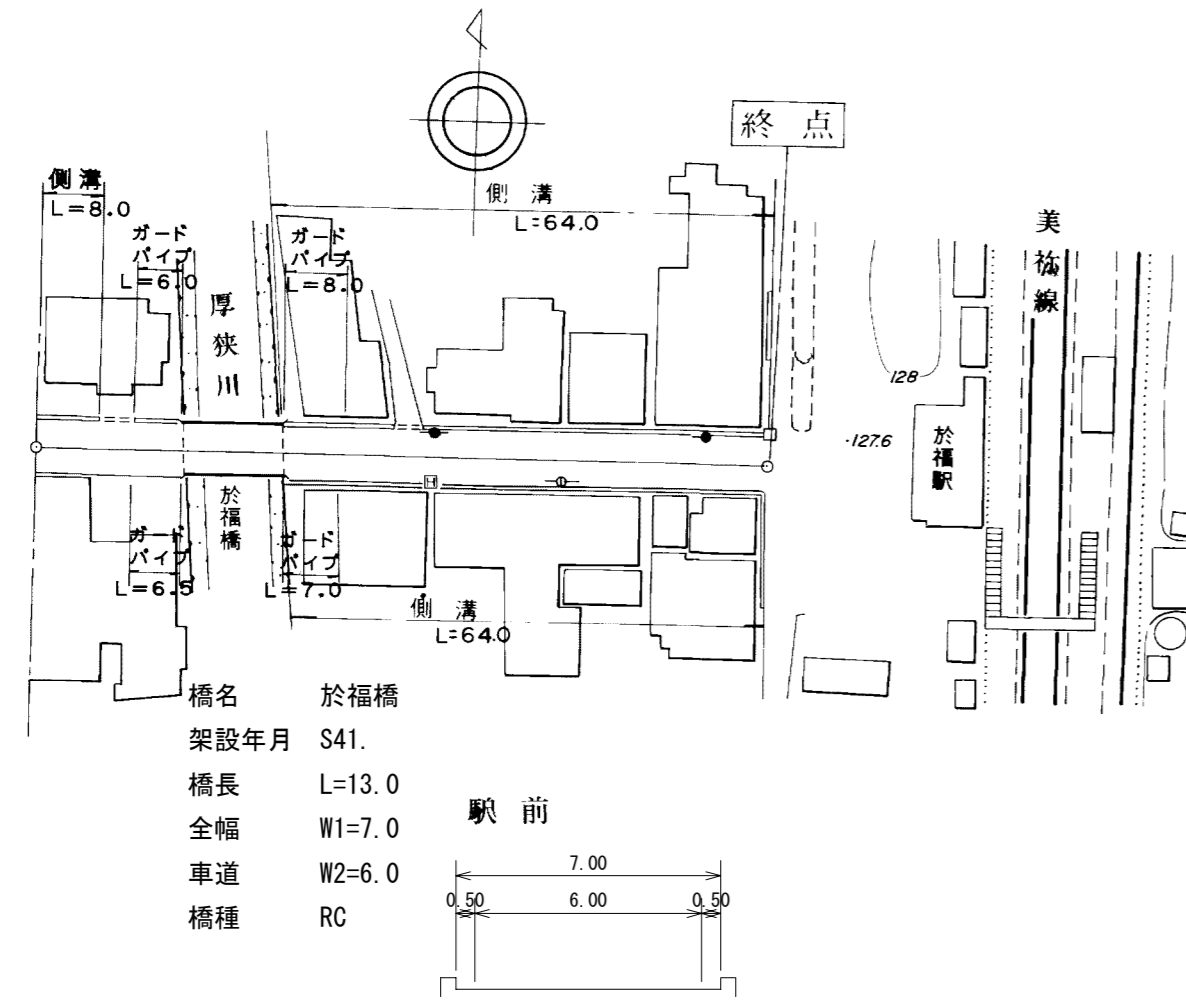 終点
側溝
L=8.0
側溝
L=64.0
ガード
パイプ
L=6.0
ガード
パイプ
L=8.0
厚狭川
美祢線
128
·127.6
於福駅
H
於福橋
ガード
パイプ
L=6.5
ガード
パイプ
L=7.0
側溝
L=64.0
橋名 於福橋
架設年月 S41.
橋長 L=13.0
全幅 W1=7.0
車道 W2=6.0
橋種 RC
駅前
7.00
0.50 6.00 0.50